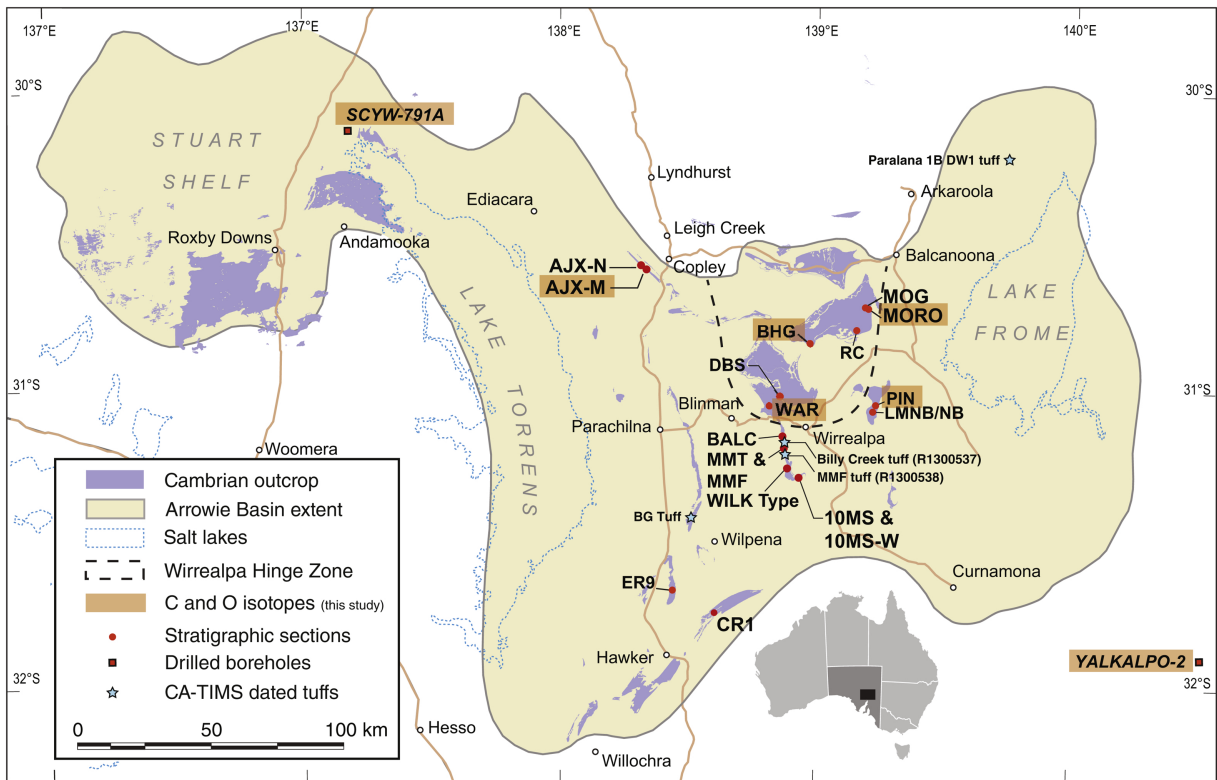 137°E
137°E
138°E
139°E
140°E
30°S
30°S
SCYW-791A
STUART
SHELF
Paralana 1B DW1 tuff
Lyndhurst
Arkaroola
Ediacara
Roxby Downs
Andamooka
Leigh Creek
Balcanoona
AJX-N
Copley
AJX-M
LAKE
FROME
MOG
MORO
LAKE
TORRENS
BHG
RC
DBS
31°S
31°S
Blinman
WAR
PIN
LMNB/NB
Parachilna
Wirrealpa
BALC
Billy Creek tuff (R1300537)
MMT &
MMF
MMF tuff (R1300538)
WILK Type
Woomera
BG Tuff
10MS &
10MS-W
Wilpena
ER9
Curnamona
CR1
Hawker
YALKALPO-2
32°S
32°S
Hesso
Willochra
Cambrian outcrop
Arrowie Basin extent
Salt lakes
Wirrealpa Hinge Zone
C and O isotopes (this study)
Stratigraphic sections
Drilled boreholes
CA-TIMS dated tuffs
0 50 100 km
137°E
138°E
139°E
140°E